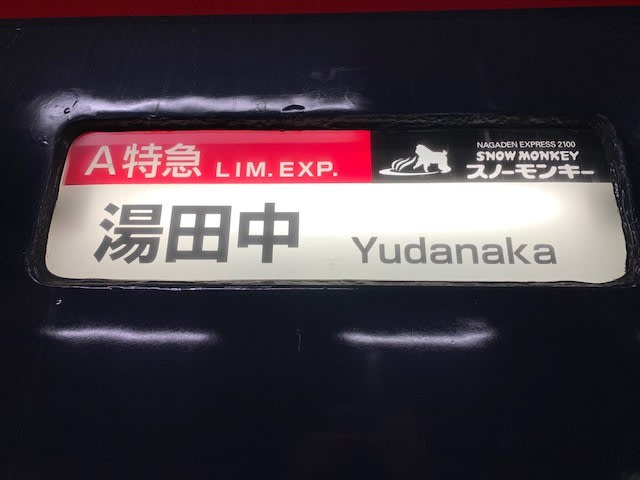 A特急 LIM.EXP.
NAGADEN EXPRESS 2100
SNOW MONKEY
スノーモンキー
湯田中 Yudanaka